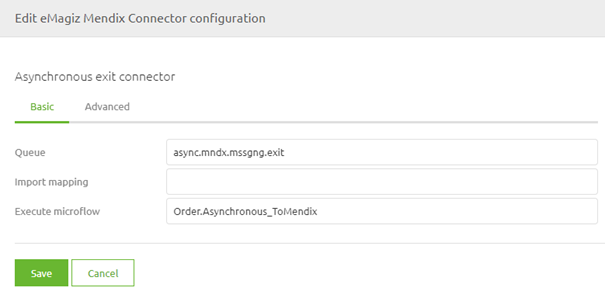 Edit eMagiz Mendix Connector configuration
Asynchronous exit connector
Basic Advanced
Queue async.mndx.mssgng.exit
Import mapping
Execute microflow Order.Asynchronous_ToMendix
Save Cancel